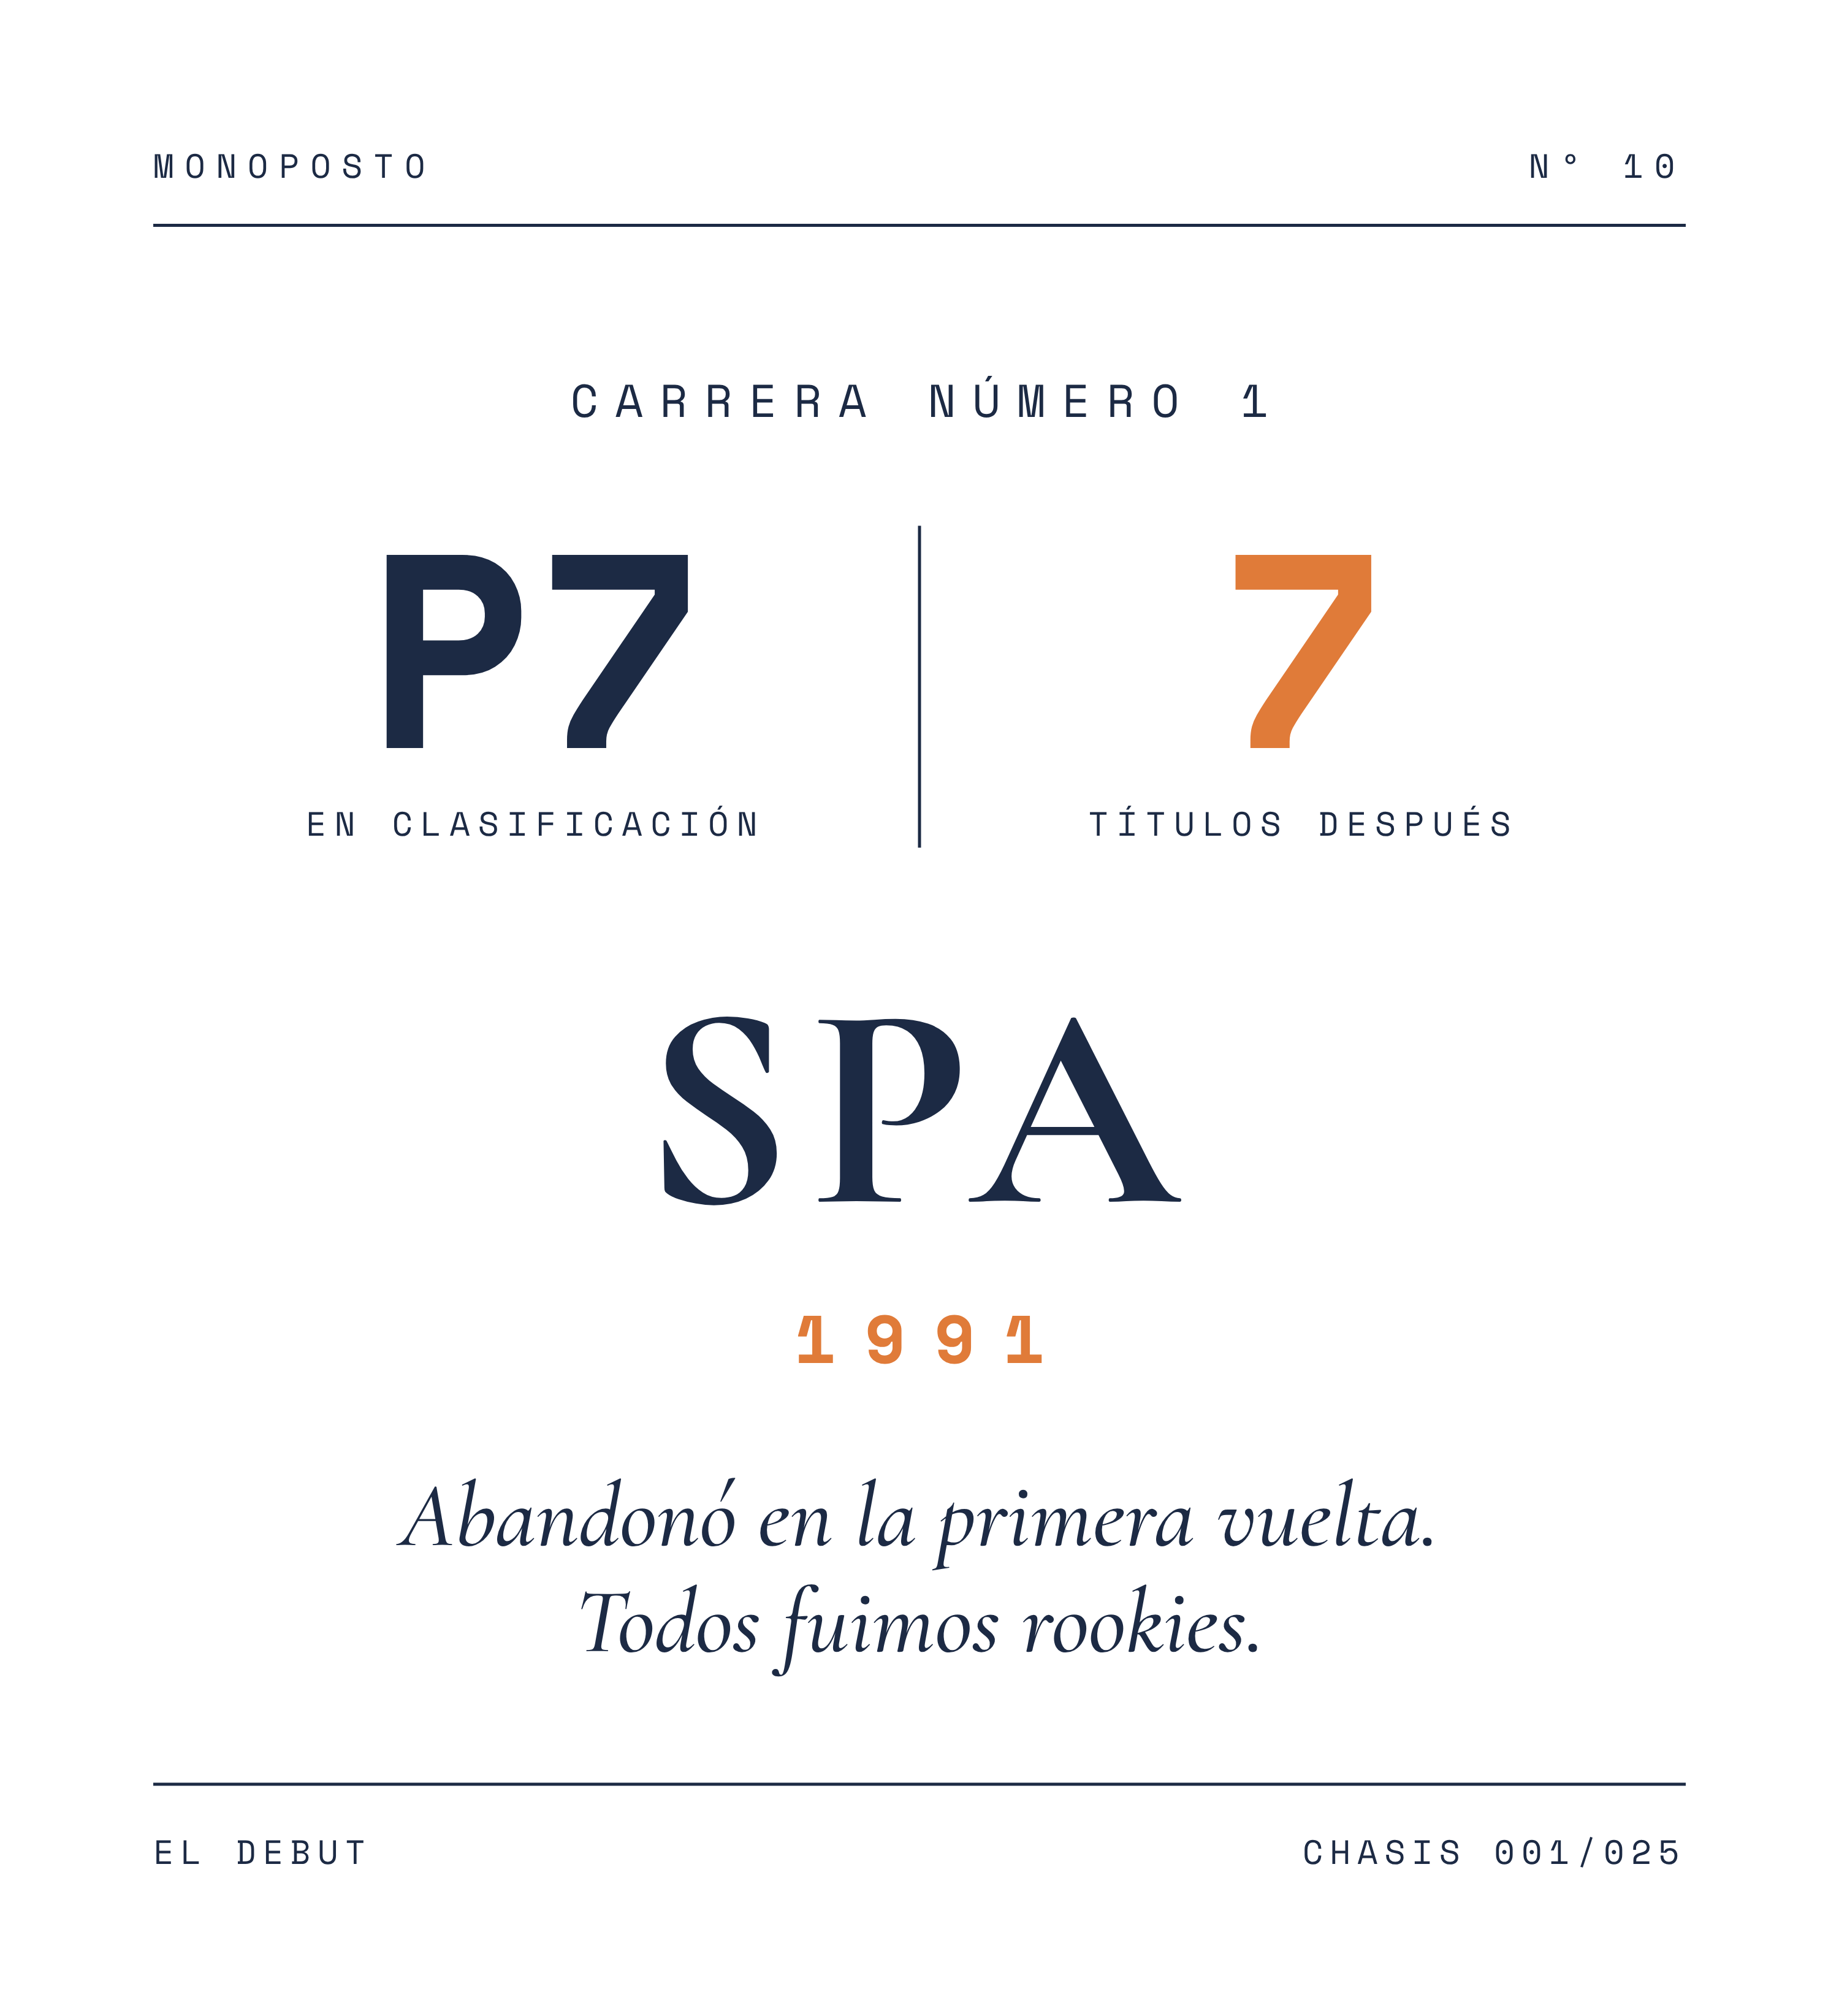 MONOPOSTO N° 10
CARRERA NÚMERO 1
P7 7
EN CLASIFICACIÓN TÍTULOS DESPUÉS
SPA
1991
Abandonó en la primera vuelta.
Todos fuimos rookies.
EL DEBUT CHASIS 001/025